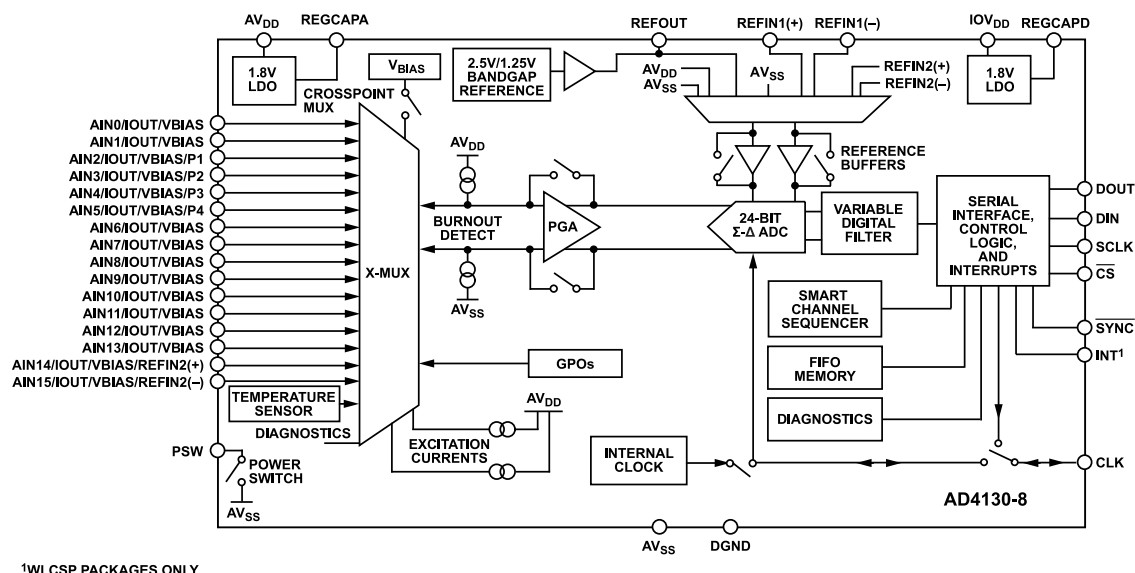 AVDD
REGCAPA
REFOUT
REFIN1(+)
REFIN1(–)
IOVDD
REGCAPD
1.8V
LDO
CROSSPOINT
MUX
VBIAS
2.5V/1.25V
BANDGAP
REFERENCE
AVDD
AVSS
AVSS
REFIN2(+)
REFIN2(–)
1.8V
LDO
AIN0/IOUT/VBIAS
AIN1/IOUT/VBIAS
AIN2/IOUT/VBIAS/P1
AIN3/IOUT/VBIAS/P2
AIN4/IOUT/VBIAS/P3
AIN5/IOUT/VBIAS/P4
AIN6/IOUT/VBIAS
AIN7/IOUT/VBIAS
AIN8/IOUT/VBIAS
AIN9/IOUT/VBIAS
AIN10/IOUT/VBIAS
AIN11/IOUT/VBIAS
AIN12/IOUT/VBIAS
AIN13/IOUT/VBIAS
AIN14/IOUT/VBIAS/REFIN2(+)
AIN15/IOUT/VBIAS/REFIN2(–)
X-MUX
AVDD
BURNOUT
DETECT
AVSS
PGA
REFERENCE
BUFFERS
24-BIT
Σ-Δ ADC
VARIABLE
DIGITAL
FILTER
SERIAL
INTERFACE,
CONTROL
LOGIC,
AND
INTERRUPTS
DOUT
DIN
SCLK
CS
SYNC
INT1
SMART
CHANNEL
SEQUENCER
FIFO
MEMORY
DIAGNOSTICS
GPOs
TEMPERATURE
SENSOR
DIAGNOSTICS
AVDD
EXCITATION
CURRENTS
PSW
POWER
SWITCH
AVSS
INTERNAL
CLOCK
CLK
AD4130-8
AVSS
DGND
1WLCSP PACKAGES ONLY